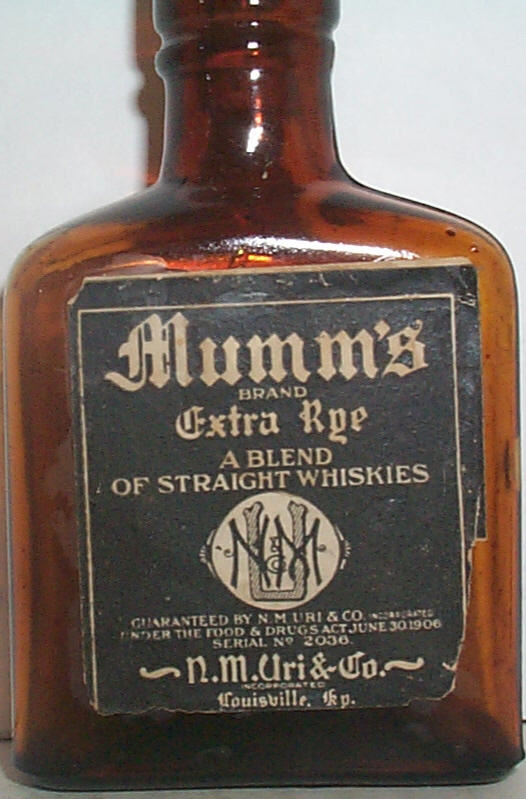 Mumm's
BRAND
Extra Rye
A BLEND
OF STRAIGHT WHISKIES
N.M.
U
& Co
GUARANTEED BY N.M. URI & CO. INCORPORATED
UNDER THE FOOD & DRUGS ACT JUNE 30.1906
SERIAL No 2036
N.M.Uri & Co.
INCORPORATED
Louisville, Ky.